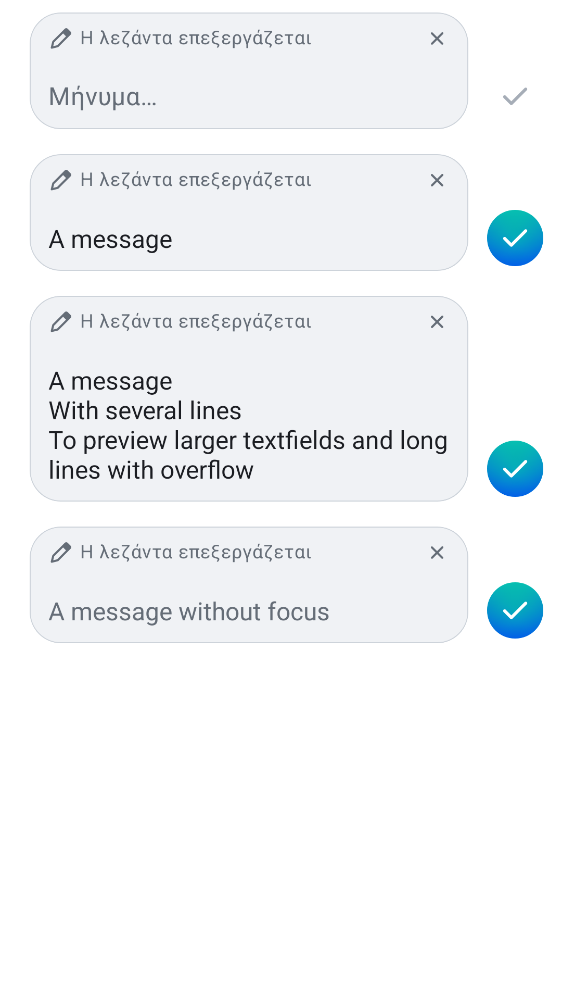 Η λεζάντα επεξεργάζεται
Μήνυμα…
Η λεζάντα επεξεργάζεται
A message
Η λεζάντα επεξεργάζεται
A message
With several lines
To preview larger textfields and long
lines with overflow
Η λεζάντα επεξεργάζεται
A message without focus